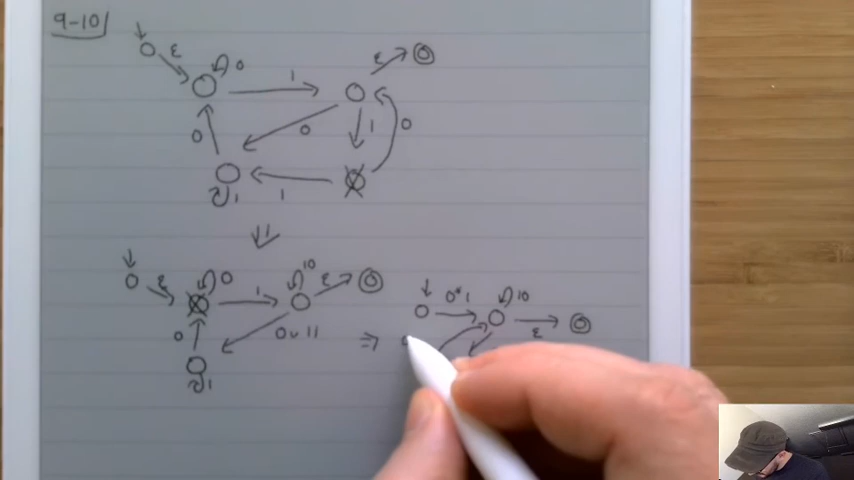 9-10
ε 0 1 ε
0 0 1 0
1 1
⇓
ε 0 1 10 ε 0*1 10
0 0∪11 ⇒ ε
1